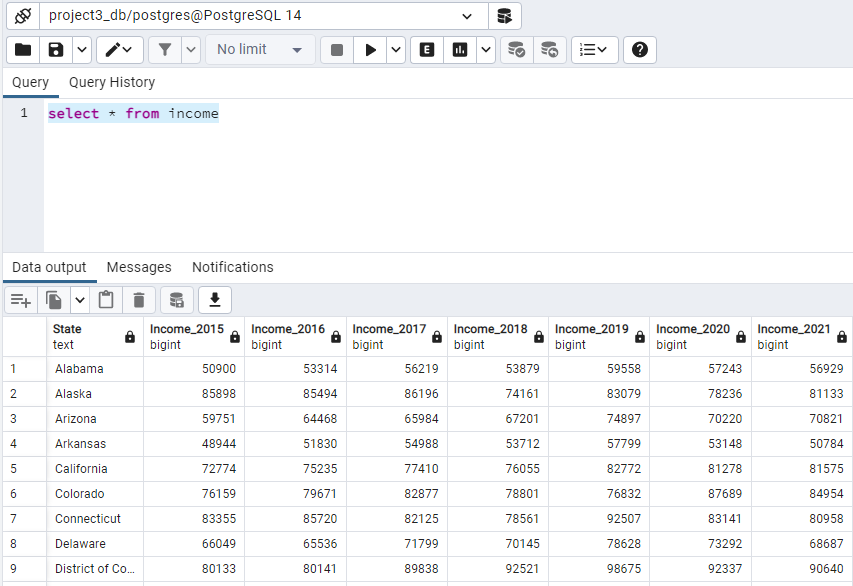 project3_db/postgres@PostgreSQL 14
No limit
E
Query Query History
1 select * from income
Data output Messages Notifications
State Income_2015 Income_2016 Income_2017 Income_2018 Income_2019 Income_2020 Income_2021
text bigint bigint bigint bigint bigint bigint bigint
1 Alabama 50900 53314 56219 53879 59558 57243 56929
2 Alaska 85898 85494 86196 74161 83079 78236 81133
3 Arizona 59751 64468 65984 67201 74897 70220 70821
4 Arkansas 48944 51830 54988 53712 57799 53148 50784
5 California 72774 75235 77410 76055 82772 81278 81575
6 Colorado 76159 79671 82877 78801 76832 87689 84954
7 Connecticut 83355 85720 82125 78561 92507 83141 80958
8 Delaware 66049 65536 71799 70145 78628 73292 68687
9 District of Co... 80133 80141 89838 92521 98675 92337 90640